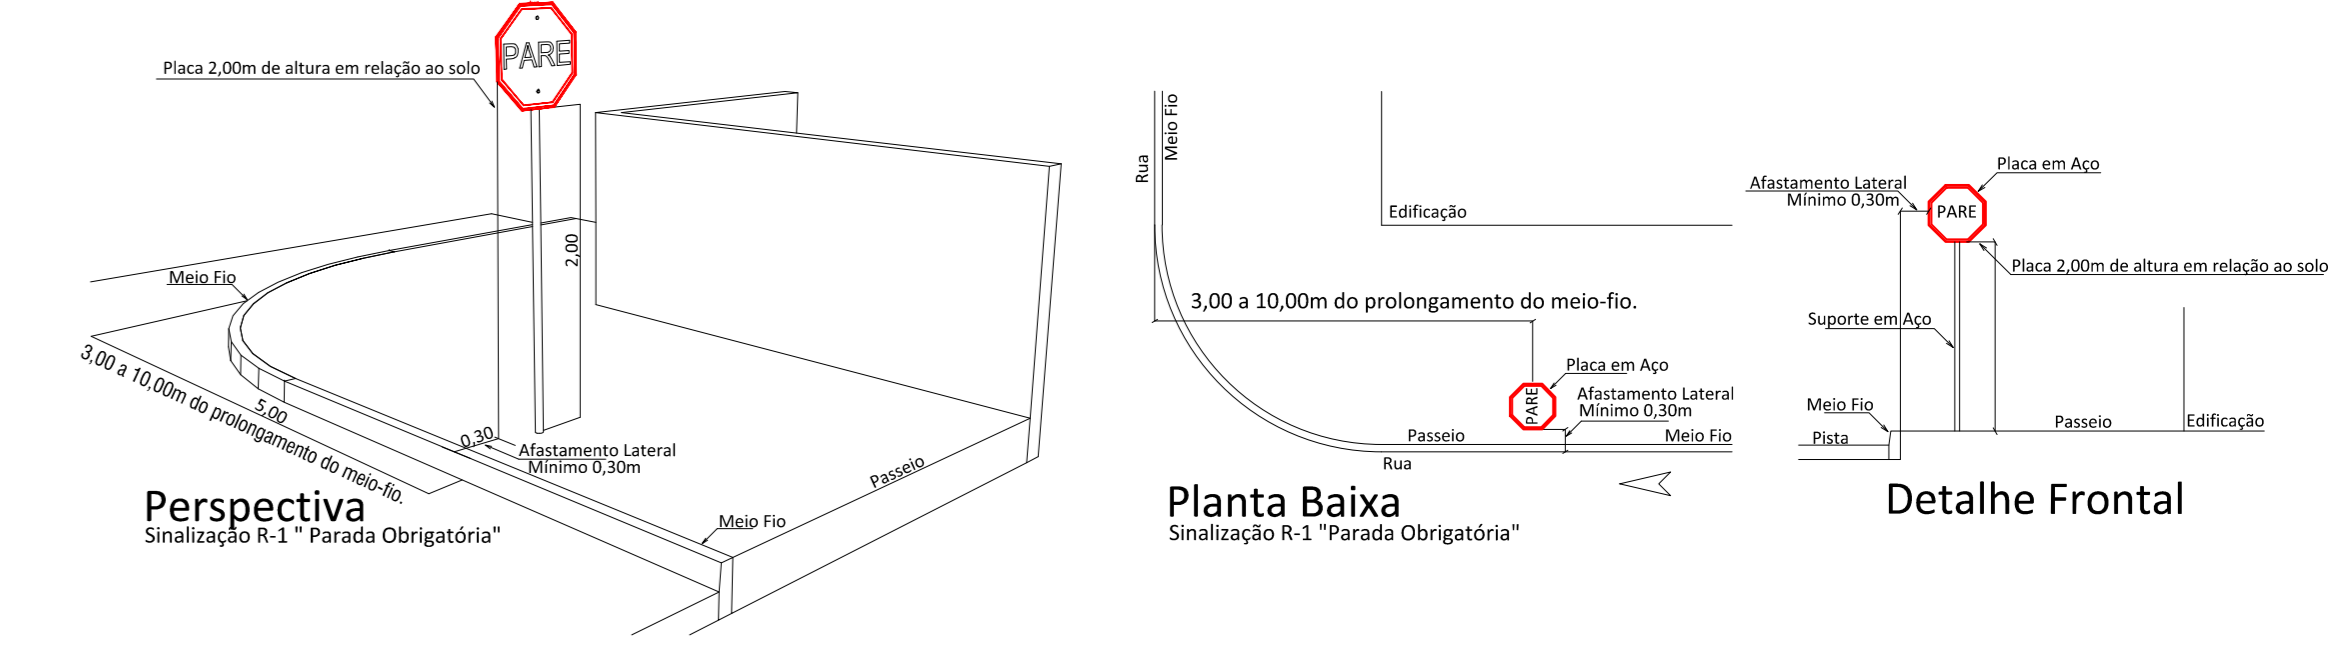 PARE
Placa 2,00m de altura em relação ao solo
2,00
Meio Fio
3,00 a 10,00m do prolongamento do meio-fio.
5,00
0,30
Afastamento Lateral
Mínimo 0,30m
Passeio
Meio Fio
Perspectiva
Sinalização R-1 " Parada Obrigatória"
Rua
Meio Fio
Edificação
3,00 a 10,00m do prolongamento do meio-fio.
Placa em Aço
PARE
Afastamento Lateral
Mínimo 0,30m
Passeio
Meio Fio
Rua
Planta Baixa
Sinalização R-1 "Parada Obrigatória"
Placa em Aço
Afastamento Lateral
Mínimo 0,30m
PARE
Placa 2,00m de altura em relação ao solo
Suporte em Aço
Meio Fio
Pista
Passeio
Edificação
Detalhe Frontal